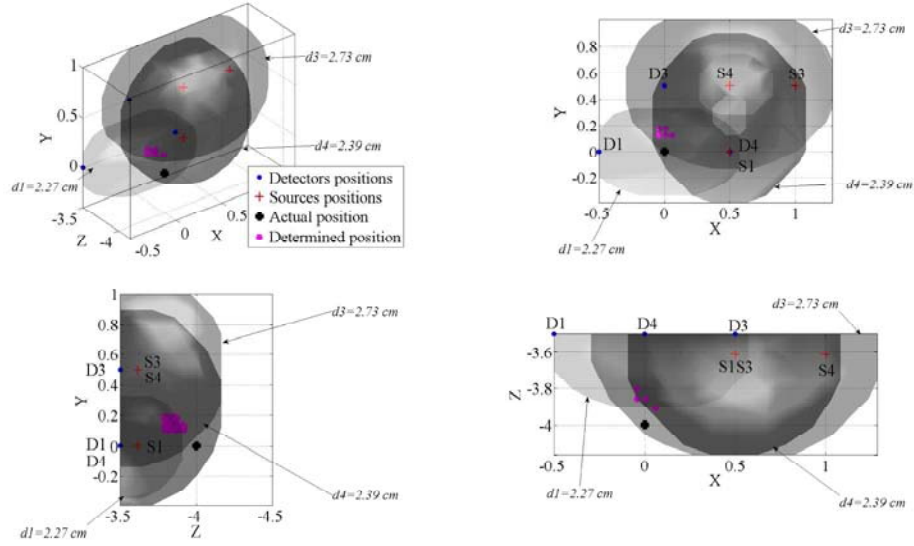 d3=2.73 cm
1
0.5
0
Y
d4=2.39 cm
d1=2.27 cm
-3.5
Z
-4
-0.5
0
X
0.5
Detectors positions
Sources positions
Actual position
Determined position
d3=2.73 cm
0.8
0.6
0.4
0.2
0
-0.2
Y
D3
S4
S3
D1
D4
S1
d4=2.39 cm
-0.5
0
0.5
1
X
d1=2.27 cm
1
0.8
0.6
0.4
0.2
0
-0.2
Y
d3=2.73 cm
D3
S3
S4
D1
D4
S1
-3.5
-4
-4.5
Z
d4=2.39 cm
d1=2.27 cm
d3=2.73 cm
D1
D4
D3
-3.6
-3.8
-4
Z
S1S3
S4
-0.5
0
0.5
1
X
d1=2.27 cm
d4=2.39 cm